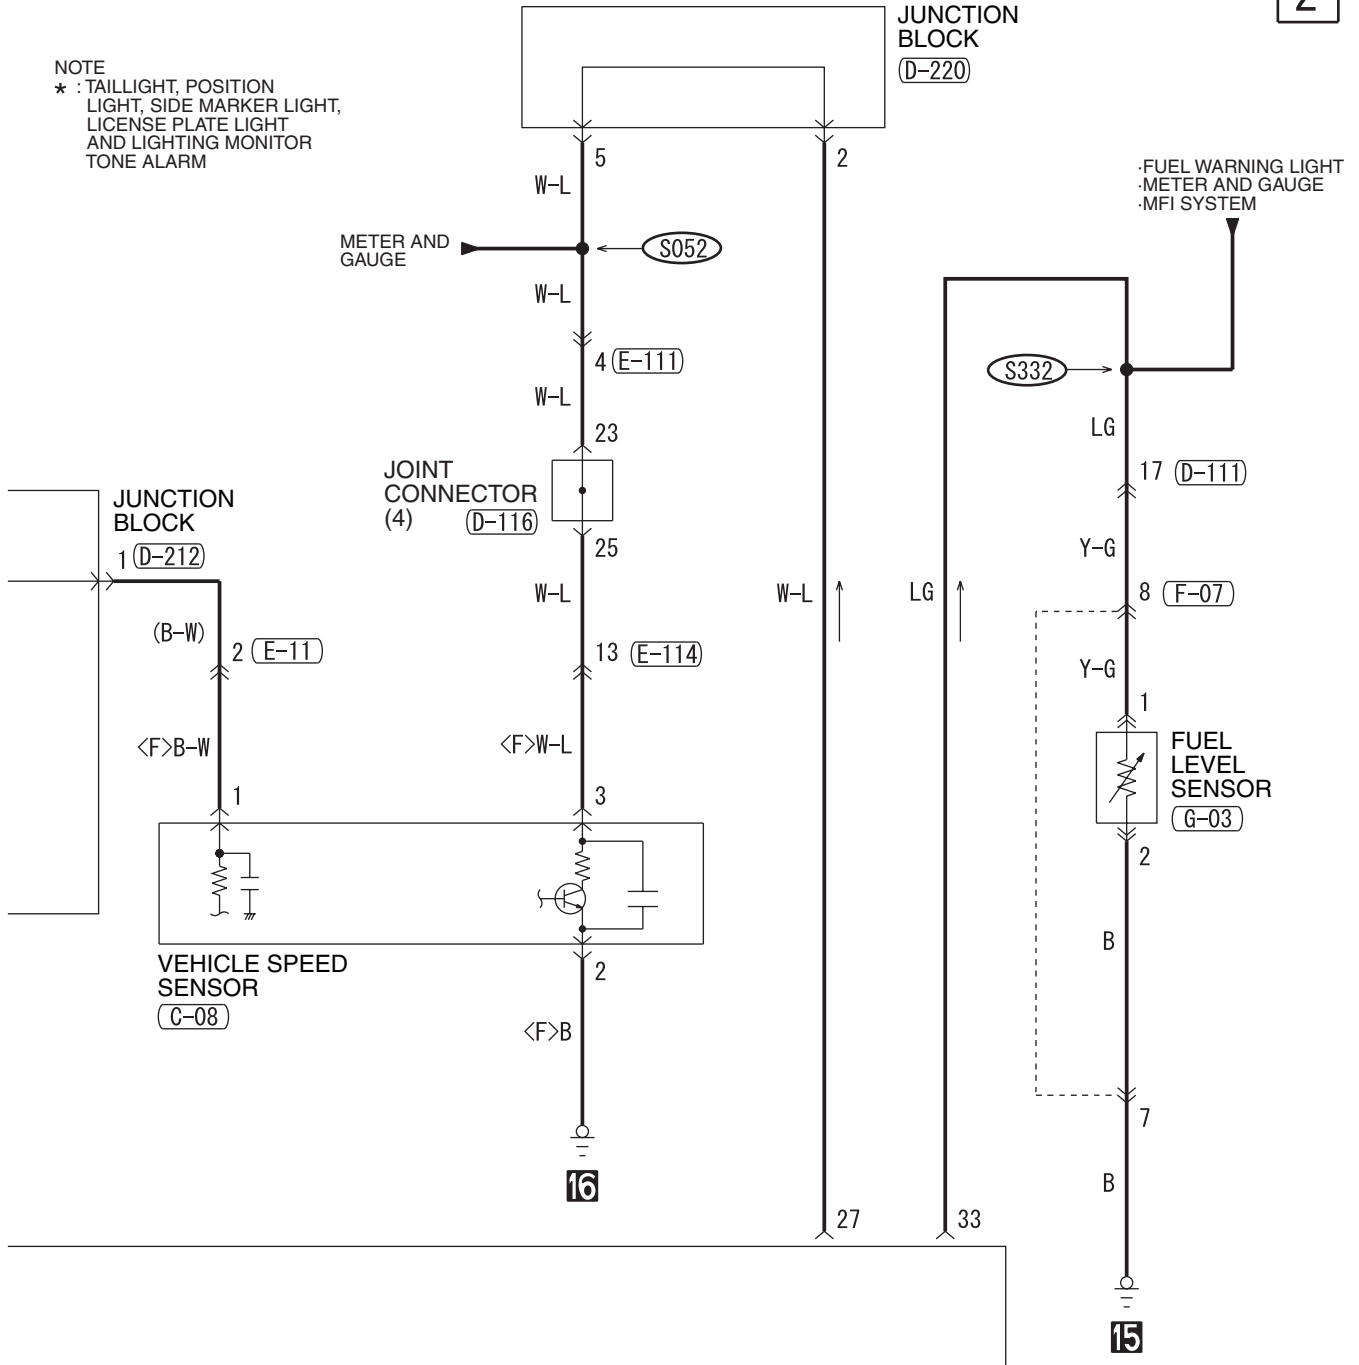 JUNCTION
BLOCK
(D-220)
2
NOTE
* : TAILLIGHT, POSITION
LIGHT, SIDE MARKER LIGHT,
LICENSE PLATE LIGHT
AND LIGHTING MONITOR
TONE ALARM
5
2
W-L
·FUEL WARNING LIGHT
·METER AND GAUGE
·MFI SYSTEM
METER AND
GAUGE
S052
W-L
4 (E-111)
S332
W-L
LG
23
JOINT
CONNECTOR
(4)
(D-116)
17 (D-111)
JUNCTION
BLOCK
1 (D-212)
25
Y-G
W-L
W-L
LG
8 (F-07)
(B-W)
2 (E-11)
13 (E-114)
Y-G
1
<F>B-W
<F>W-L
FUEL
LEVEL
SENSOR
(G-03)
1
3
2
VEHICLE SPEED
SENSOR
(C-08)
2
B
<F>B
7
16
B
27
33
15